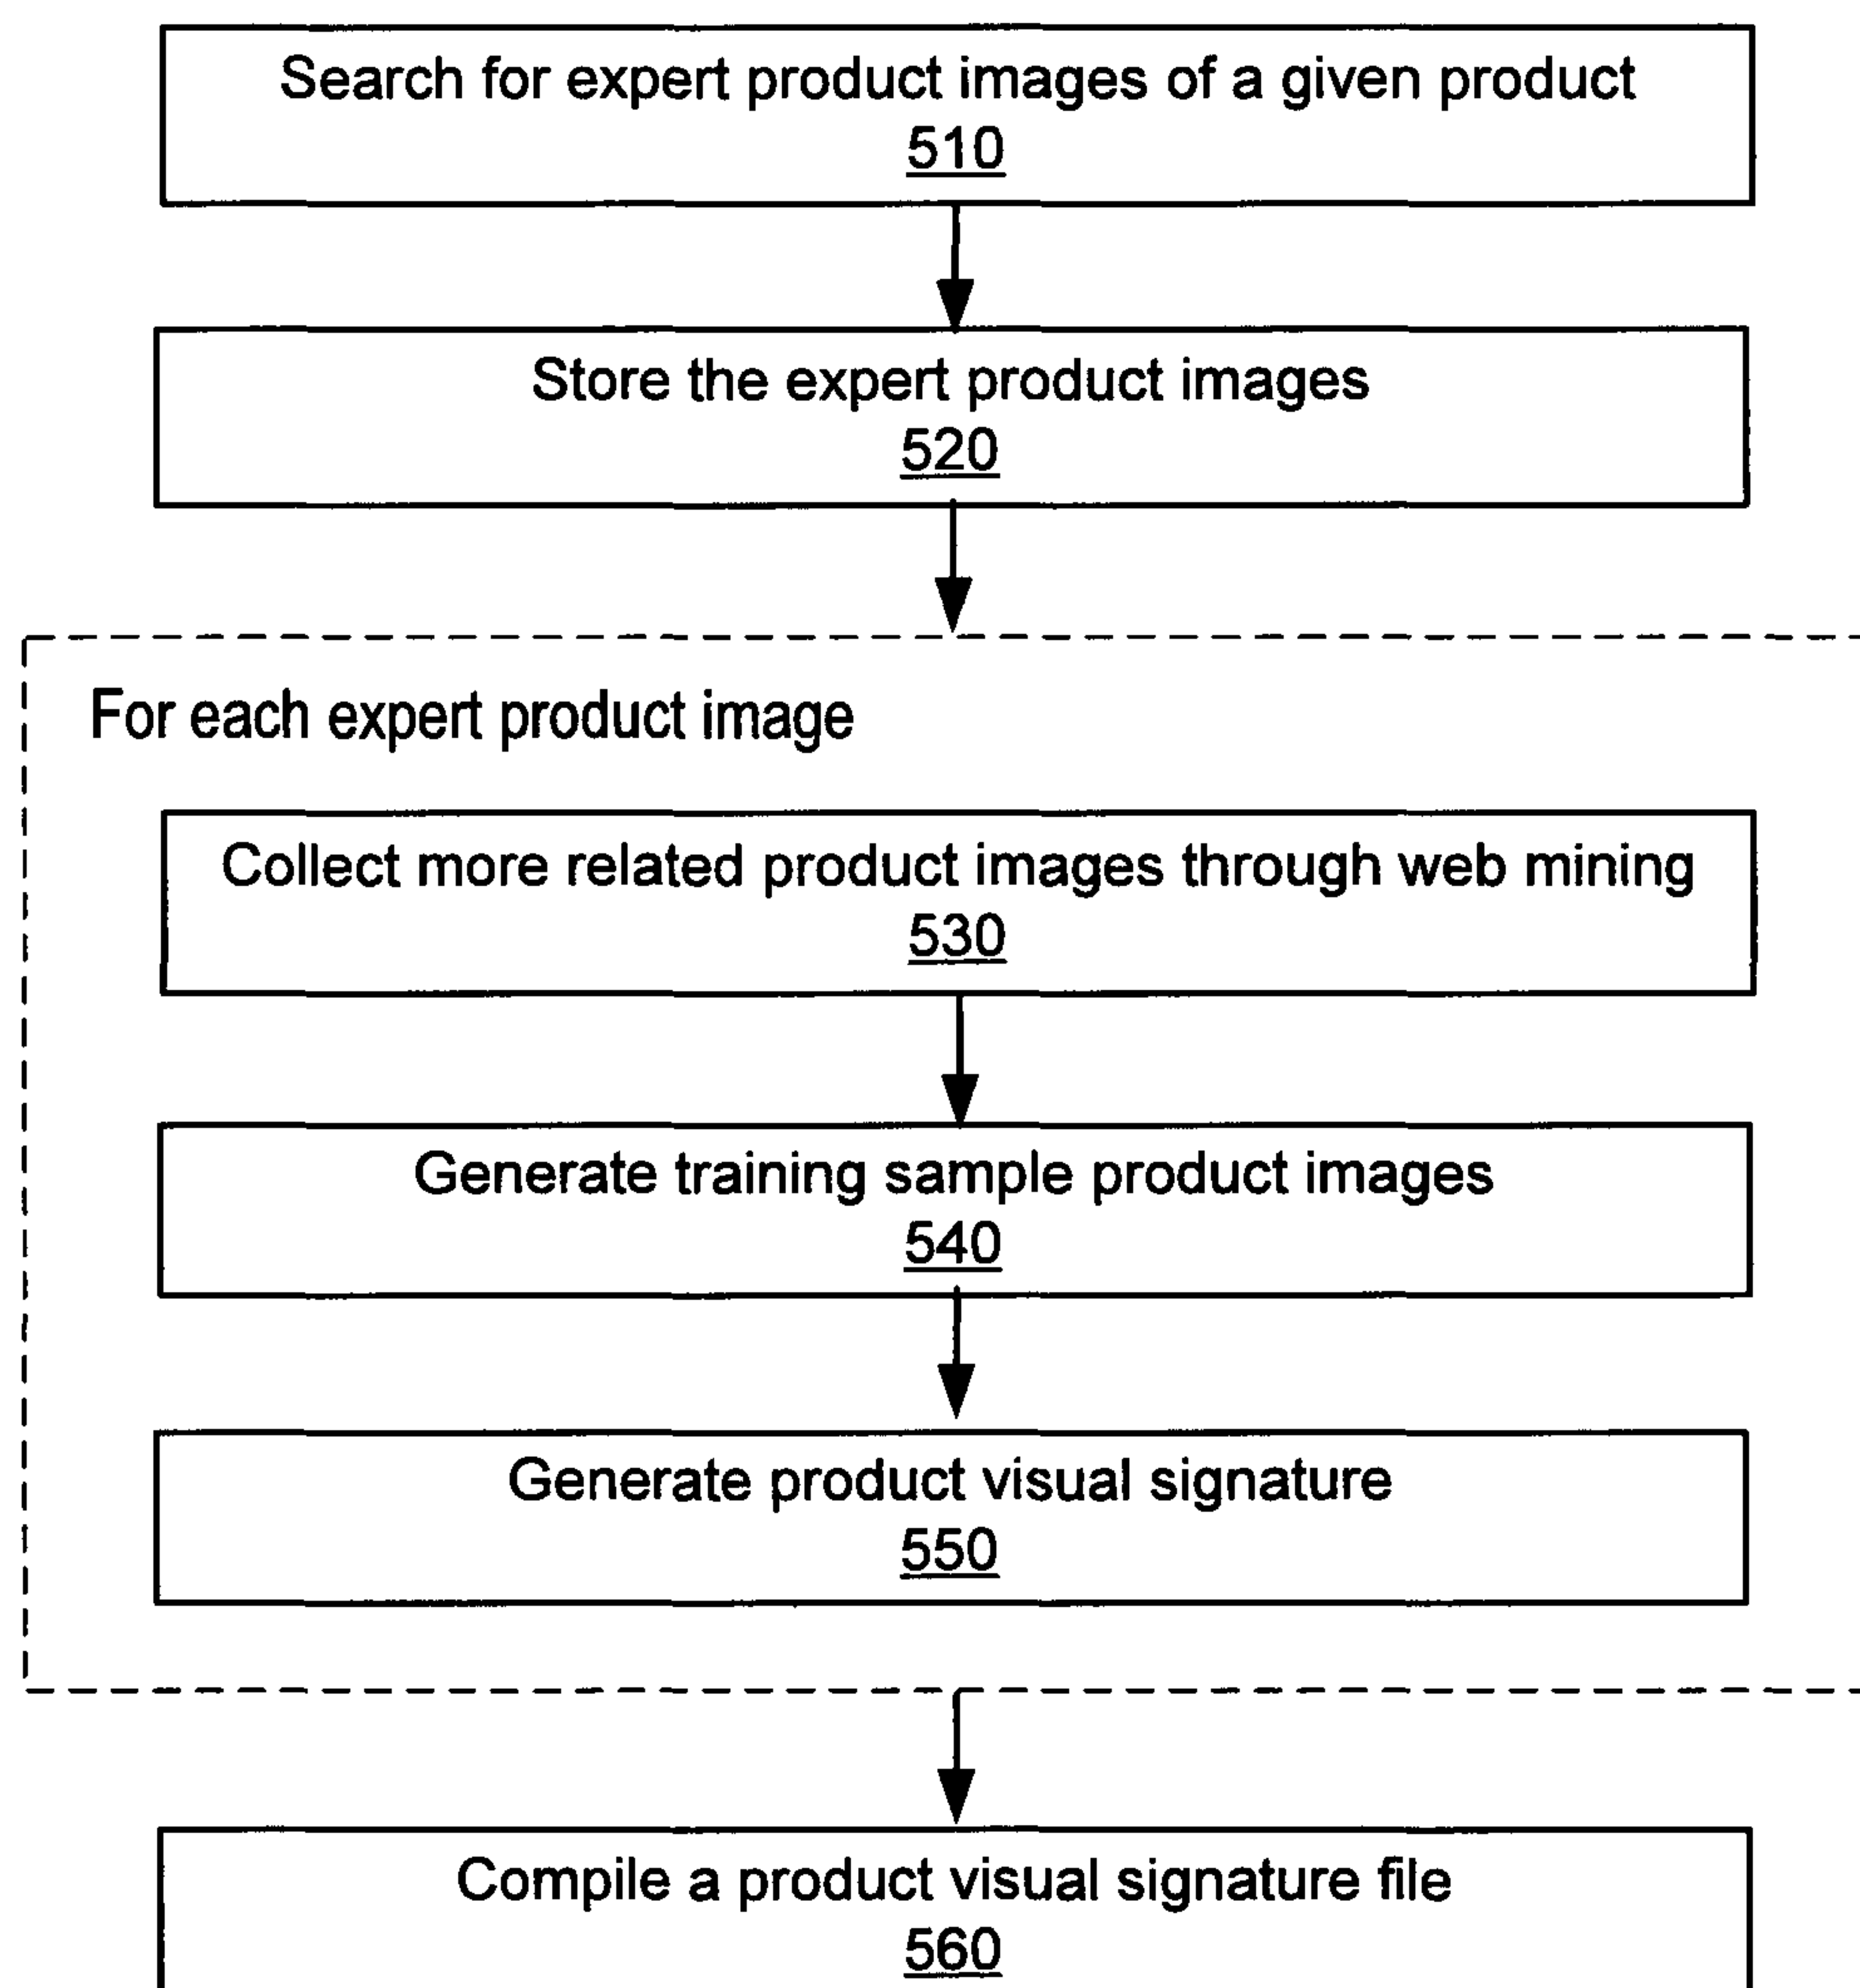 Search for expert product images of a given product
510
Store the expert product images
520
For each expert product image
Collect more related product images through web mining
530
Generate training sample product images
540
Generate product visual signature
550
Compile a product visual signature file
560